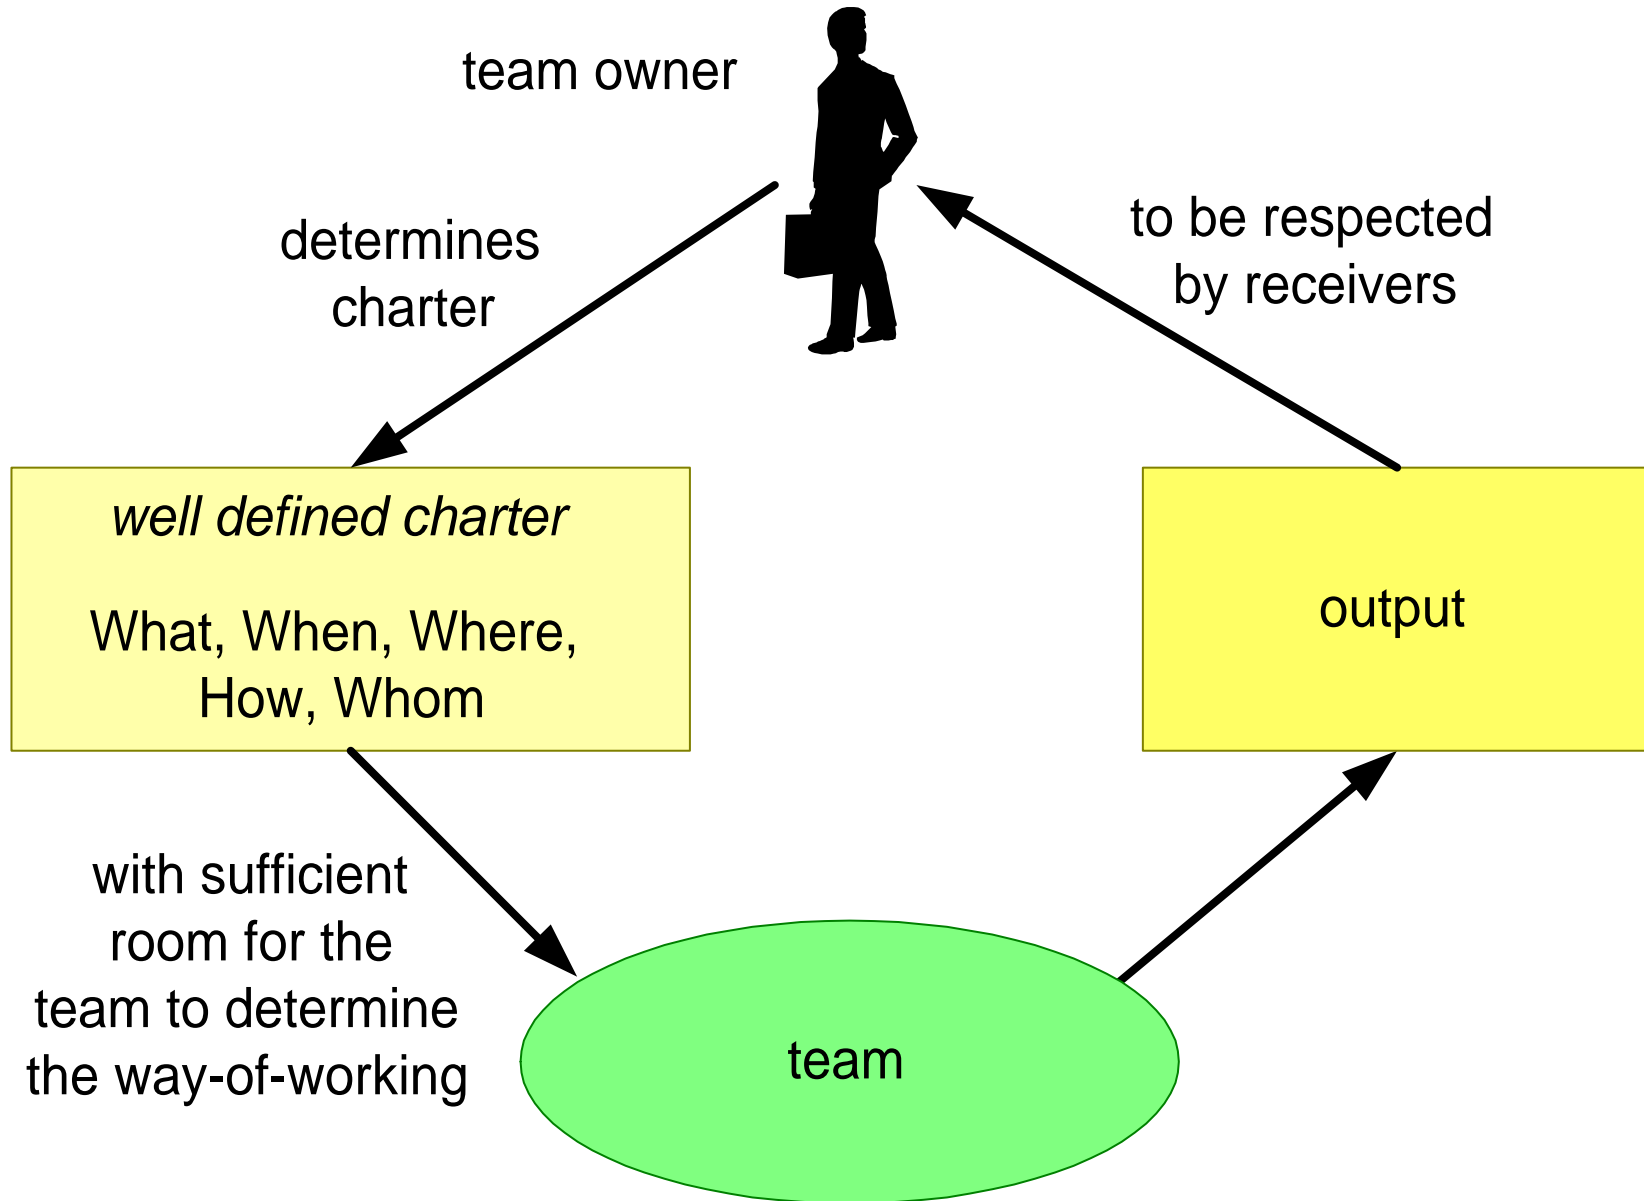 team owner
determines
charter
to be respected
by receivers
well defined charter
What, When, Where,
How, Whom
output
with sufficient
room for the
team to determine
the way-of-working
team